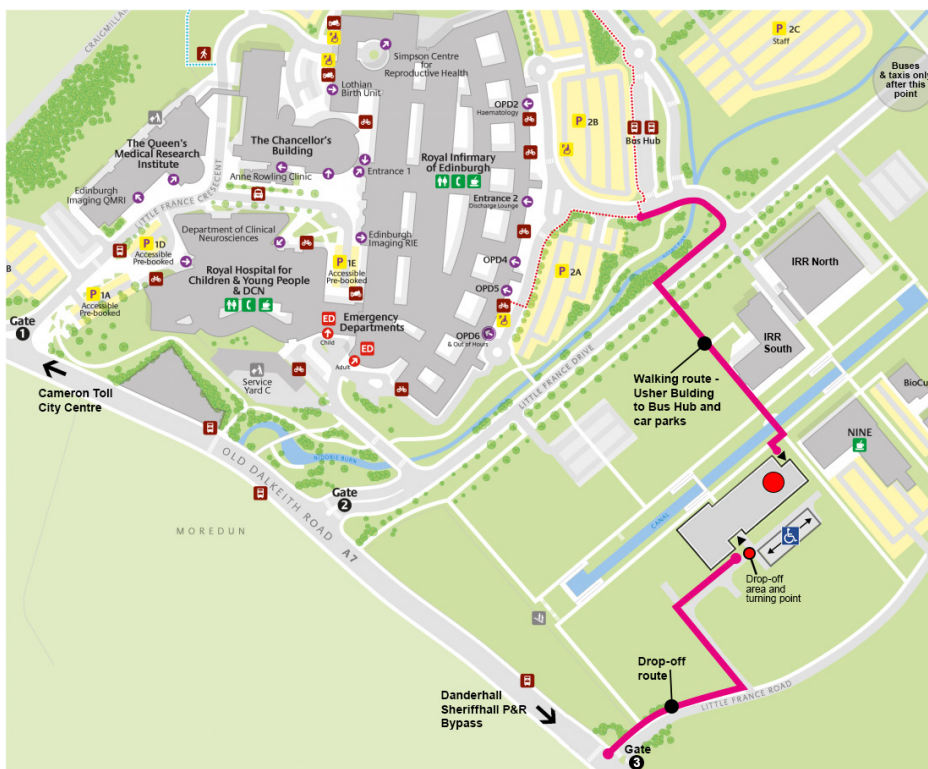 CRAIGMILLAR
P 2C
Staff
Buses
& taxis only
after this
point
Simpson Centre
for
Reproductive Health
Lothian
Birth Unit
OPD2
Haematology
P 2B
Bus Hub
The Queen's
Medical Research
Institute
The Chancellor's
Building
Anne Rowling Clinic
Royal Infirmary
of Edinburgh
Entrance 1
Edinburgh
Imaging QMRI
LITTLE FRANCE CRESECENT
Entrance 2
Discharge Lounge
Department of Clinical
Neurosciences
Edinburgh
Imaging RIE
P 1D
Accessible
Pre-booked
B
OPD4
P 2A
IRR North
Royal Hospital for
Children & Young People
& DCN
P 1E
Accessible
Pre-booked
OPD5
P 1A
Accessible
Pre-booked
Gate
1
ED
Child
Emergency
Departments
ED
Adult
OPD6
& Out of Hours
IRR
South
Cameron Toll
City Centre
Service
Yard C
LITTLE FRANCE DRIVE
Walking route -
Usher Bulding
to Bus Hub and
car parks
BioCu
NINE
OLD DALKEITH ROAD A7
Gate
2
MOREDUN
CANAL
Drop-off
area and
turning point
Drop-off
route
Danderhall
Sheriffhall P&R
Bypass
LITTLE FRANCE ROAD
Gate
3